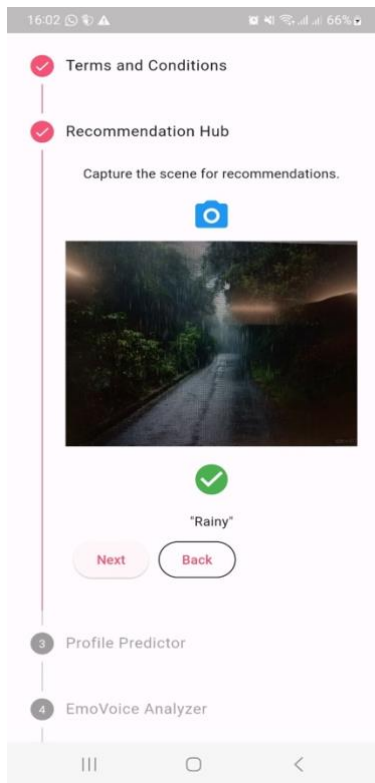 16:02
66%
Terms and Conditions
Recommendation Hub
Capture the scene for recommendations.
"Rainy"
Next
Back
3
Profile Predictor
4
EmoVoice Analyzer